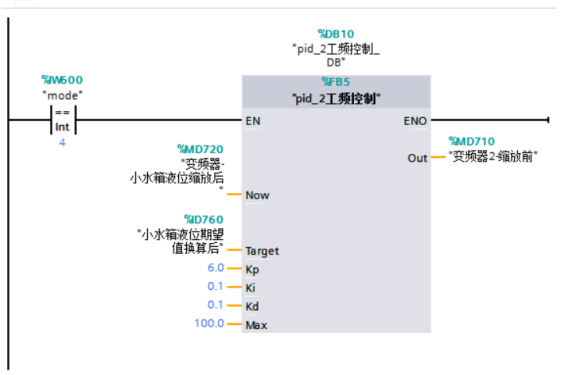 %DB10
"pid_2工频控制_
DB"
%IW600
"mode"
==
Int
4
%FB5
"pid_2工频控制"
EN
ENO
%MD720
"变频器-
小水箱液位缩放后
"
Now
Out
%MD710
"变频器2-缩放前"
%ID760
"小水箱液位期望
值换算后"
Target
6.0
Kp
0.1
Ki
0.1
Kd
100.0
Max